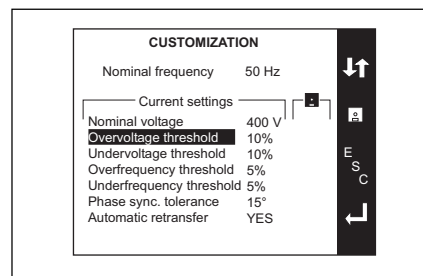 CUSTOMIZATION
Nominal frequency 50 Hz
Current settings
Nominal voltage 400 V
Overvoltage threshold 10%
Undervoltage threshold 10%
Overfrequency threshold 5%
Underfrequency threshold 5%
Phase sync. tolerance 15°
Automatic retransfer YES
ESC